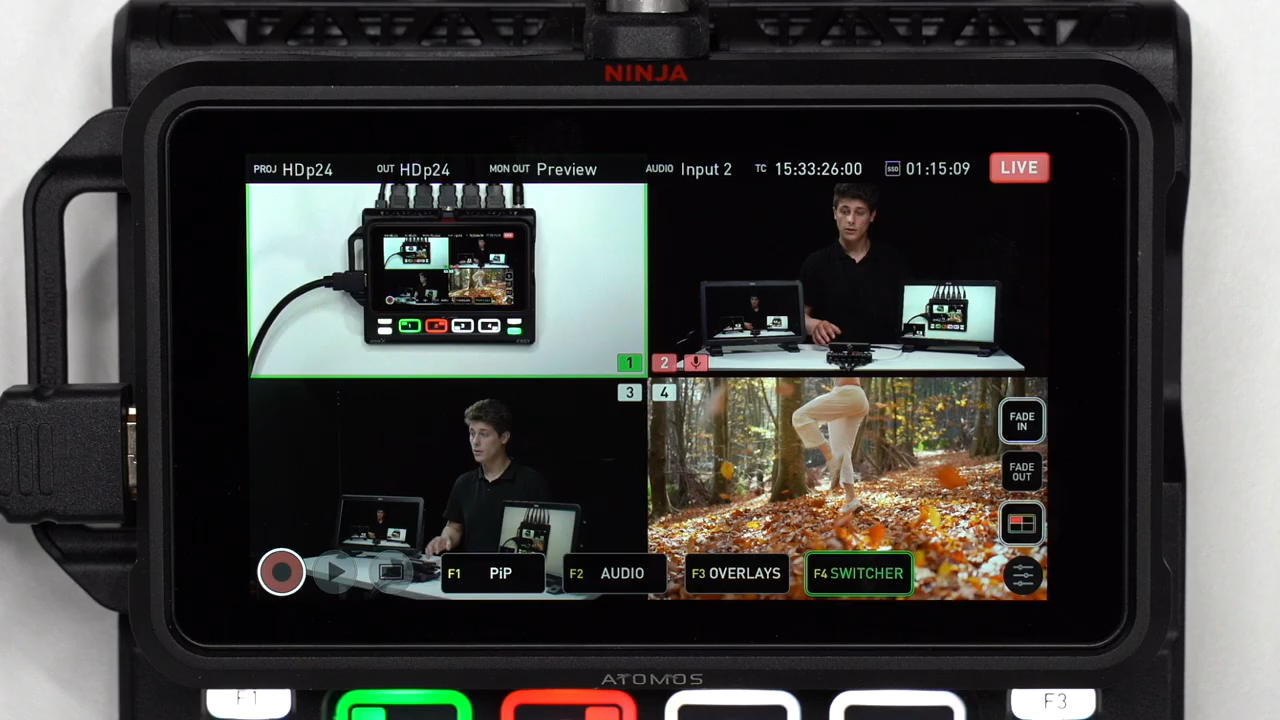 NINJA
PROJ HDp24 OUT HDp24 MON OUT Preview AUDIO Input 2 TC 15:33:26:00 SSD 01:15:09 LIVE
1 2
3 4
FADE
IN
FADE
OUT
F1 PiP F2 AUDIO F3 OVERLAYS F4 SWITCHER
ATOMOS
F1 F3